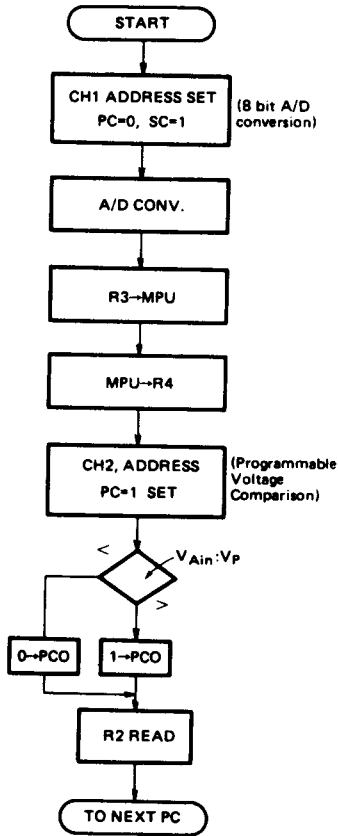 START
CH1 ADDRESS SET
PC=0, SC=1
(8 bit A/D
conversion)
A/D CONV.
R3→MPU
MPU→R4
CH2, ADDRESS
PC=1 SET
(Programmable
Voltage
Comparison)
<
VAin:VP
>
0→PCO
1→PCO
R2 READ
TO NEXT PC